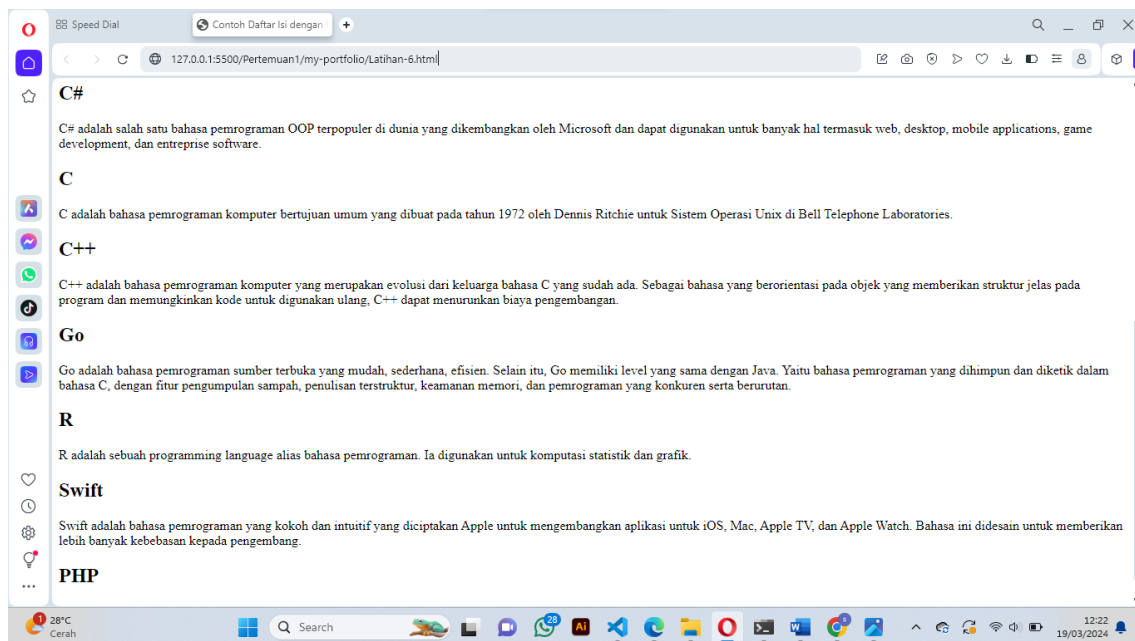 Speed Dial
Contoh Daftar Isi dengan
127.0.0.1:5500/Pertemuan1/my-portfolio/Latihan-6.html
C#
C# adalah salah satu bahasa pemrograman OOP terpopuler di dunia yang dikembangkan oleh Microsoft dan dapat digunakan untuk banyak hal termasuk web, desktop, mobile applications, game
development, dan entreprise software.
C
C adalah bahasa pemrograman komputer bertujuan umum yang dibuat pada tahun 1972 oleh Dennis Ritchie untuk Sistem Operasi Unix di Bell Telephone Laboratories.
C++
C++ adalah bahasa pemrograman komputer yang merupakan evolusi dari keluarga bahasa C yang sudah ada. Sebagai bahasa yang berorientasi pada objek yang memberikan struktur jelas pada
program dan memungkinkan kode untuk digunakan ulang, C++ dapat menurunkan biaya pengembangan.
Go
Go adalah bahasa pemrograman sumber terbuka yang mudah, sederhana, efisien. Selain itu, Go memiliki level yang sama dengan Java. Yaitu bahasa pemrograman yang dihimpun dan diketik dalam
bahasa C, dengan fitur pengumpulan sampah, penulisan terstruktur, keamanan memori, dan pemrograman yang konkuren serta berurutan.
R
R adalah sebuah programming language alias bahasa pemrograman. Ia digunakan untuk komputasi statistik dan grafik.
Swift
Swift adalah bahasa pemrograman yang kokoh dan intuitif yang diciptakan Apple untuk mengembangkan aplikasi untuk iOS, Mac, Apple TV, dan Apple Watch. Bahasa ini didesain untuk memberikan
lebih banyak kebebasan kepada pengembang.
PHP
1
28°C
Cerah
Search
28
Ai
W
12:22
19/03/2024